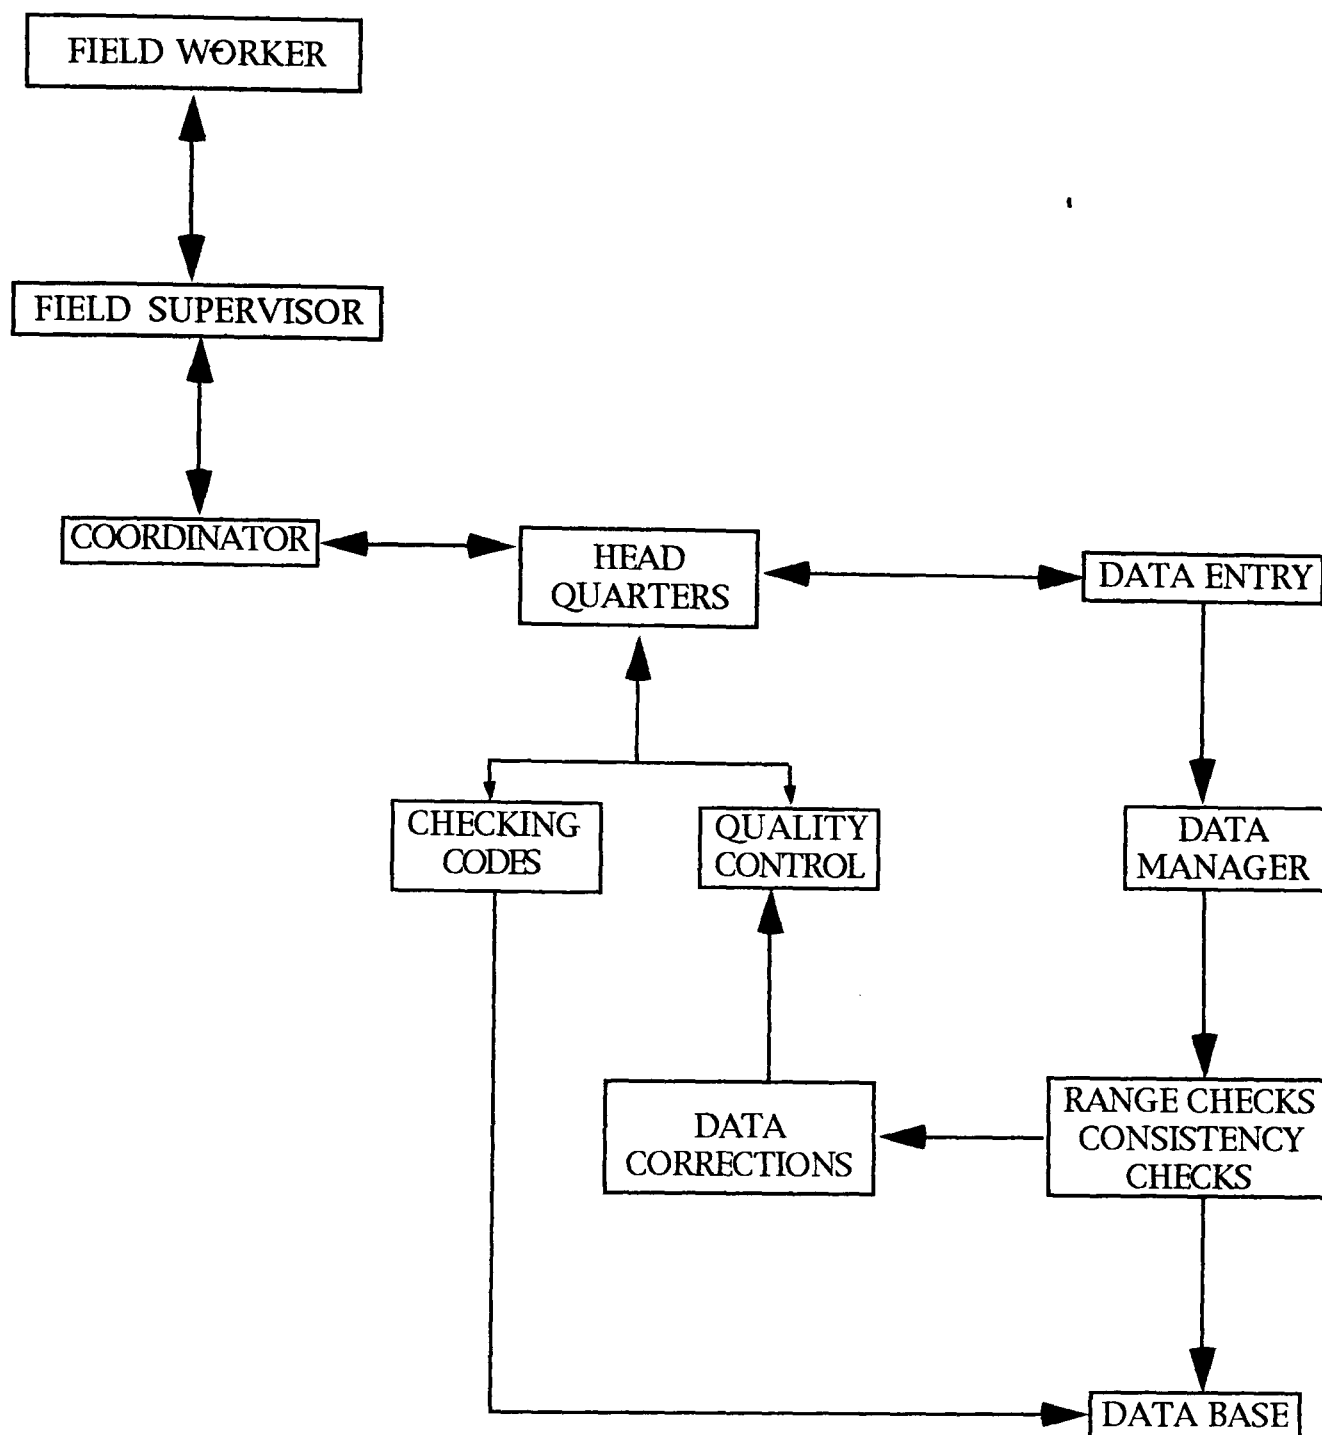 FIELD WORKER
FIELD SUPERVISOR
COORDINATOR
HEAD
QUARTERS
DATA ENTRY
CHECKING
CODES
QUALITY
CONTROL
DATA
MANAGER
DATA
CORRECTIONS
RANGE CHECKS
CONSISTENCY
CHECKS
DATA BASE